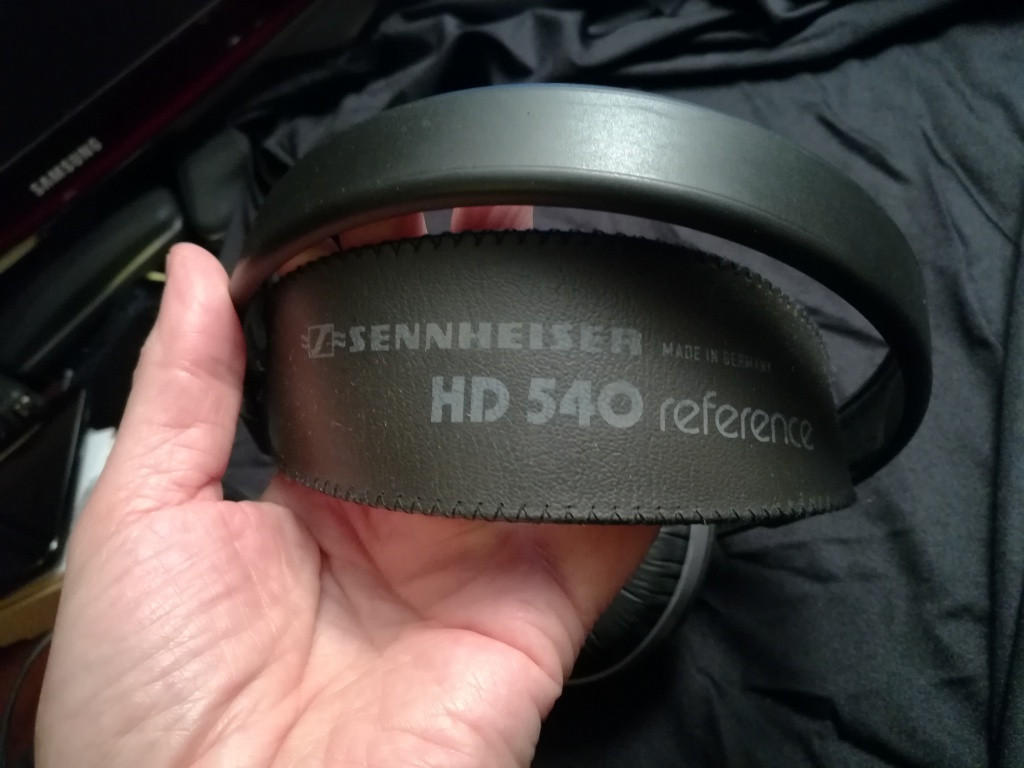 SAMSUNG
SENNHEISER MADE IN GERMANY
HD 540 reference